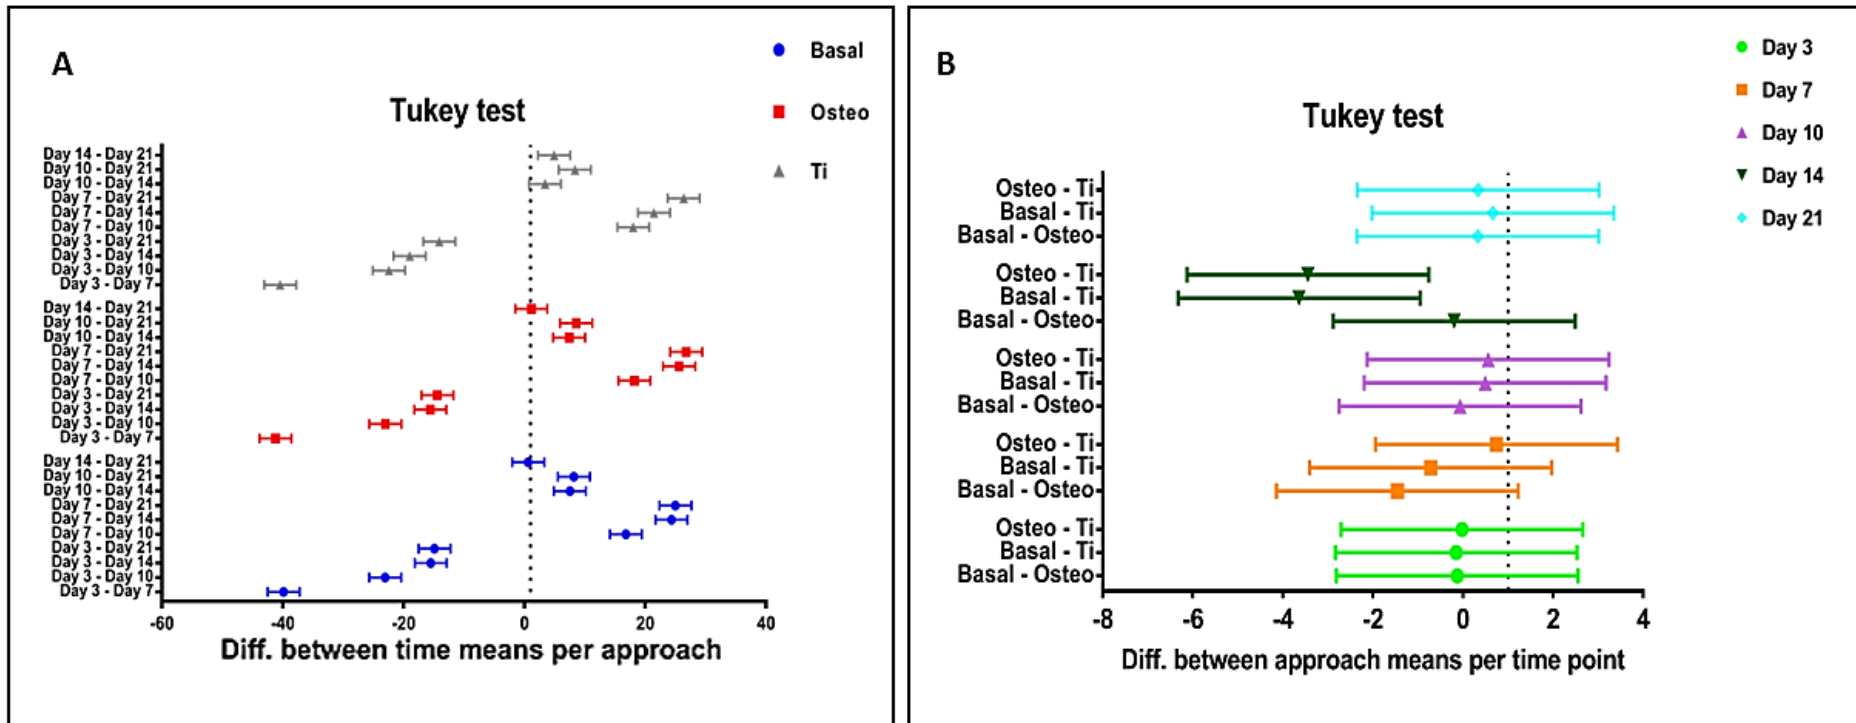 A
Tukey test
Basal
Osteo
Ti
Day 14 - Day 21
Day 10 - Day 21
Day 10 - Day 14
Day 7 - Day 21
Day 7 - Day 14
Day 7 - Day 10
Day 3 - Day 21
Day 3 - Day 14
Day 3 - Day 10
Day 3 - Day 7
Day 14 - Day 21
Day 10 - Day 21
Day 10 - Day 14
Day 7 - Day 21
Day 7 - Day 14
Day 7 - Day 10
Day 3 - Day 21
Day 3 - Day 14
Day 3 - Day 10
Day 3 - Day 7
Day 14 - Day 21
Day 10 - Day 21
Day 10 - Day 14
Day 7 - Day 21
Day 7 - Day 14
Day 7 - Day 10
Day 3 - Day 21
Day 3 - Day 14
Day 3 - Day 10
Day 3 - Day 7
-60 -40 -20 0 20 40
Diff. between time means per approach
B
Tukey test
Day 3
Day 7
Day 10
Day 14
Day 21
Osteo - Ti
Basal - Ti
Basal - Osteo
Osteo - Ti
Basal - Ti
Basal - Osteo
Osteo - Ti
Basal - Ti
Basal - Osteo
Osteo - Ti
Basal - Ti
Basal - Osteo
Osteo - Ti
Basal - Ti
Basal - Osteo
-8 -6 -4 -2 0 2 4
Diff. between approach means per time point